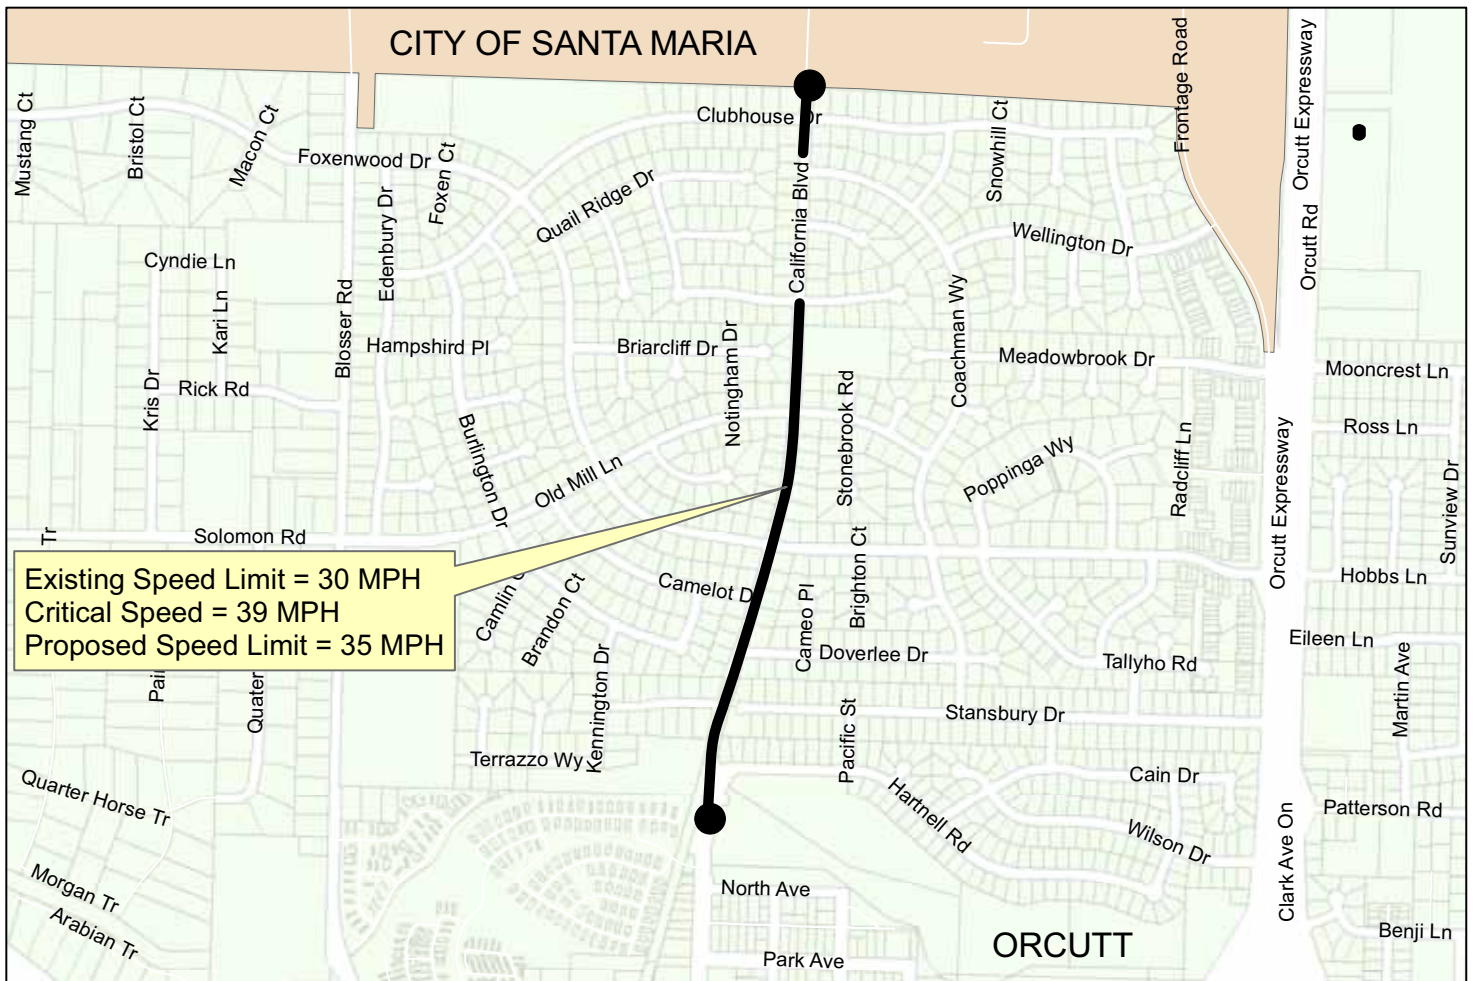 CITY OF SANTA MARIA
Frontage Road
Orcutt Expressway
Mustang Ct
Bristol Ct
Macon Ct
Foxenwood Dr
Foxen Ct
Clubhouse Dr
Snowhill Ct
Quail Ridge Dr
California Blvd
Edenbury Dr
Wellington Dr
Orcutt Rd
Cyndie Ln
Kari Ln
Blosser Rd
Coachman Wy
Hampshird Pl
Briarcliff Dr
Notingham Dr
Meadowbrook Dr
Mooncrest Ln
Kris Dr
Rick Rd
Stonebrook Rd
Ross Ln
Burlington Dr
Old Mill Ln
Poppinga Wy
Radcliff Ln
Orcutt Expressway
Sunview Dr
Tr
Solomon Rd
Existing Speed Limit = 30 MPH
Critical Speed = 39 MPH
Proposed Speed Limit = 35 MPH
Camlin
Brandon Ct
Camelot D
Cameo Pl
Brighton Ct
Hobbs Ln
Eileen Ln
Doverlee Dr
Tallyho Rd
Pai
Quater
Kennington Dr
Martin Ave
Stansbury Dr
Pacific St
Terrazzo Wy
Cain Dr
Quarter Horse Tr
Hartnell Rd
Wilson Dr
Patterson Rd
Clark Ave On
Morgan Tr
Arabian Tr
North Ave
ORCUTT
Benji Ln
Park Ave